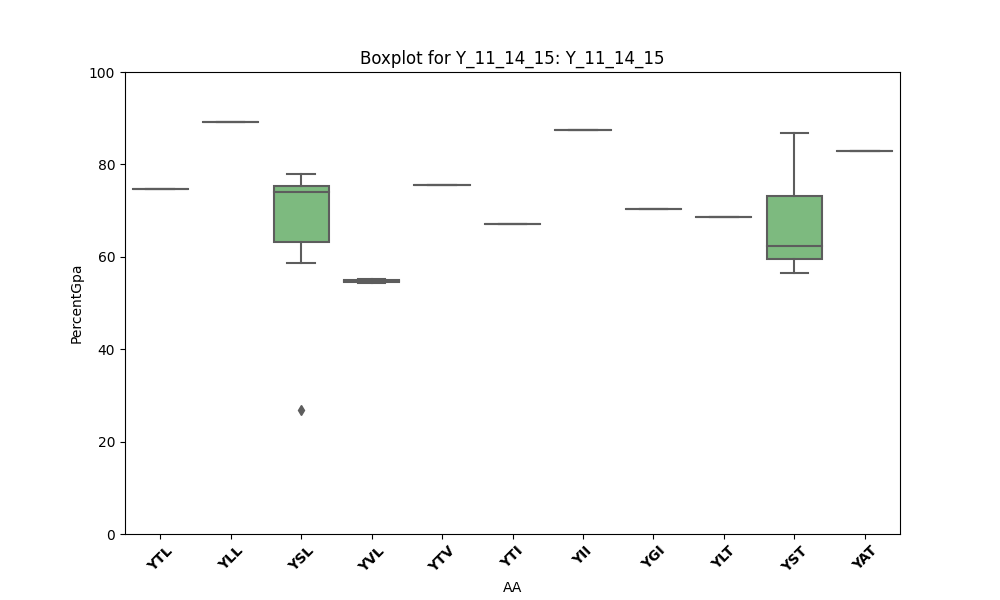 Boxplot for Y_11_14_15: Y_11_14_15
100
80
60
40
20
0
PercentGpa
YTL YLL YSL YVL YTV YTI YII YGI YLT YST YAT
AA